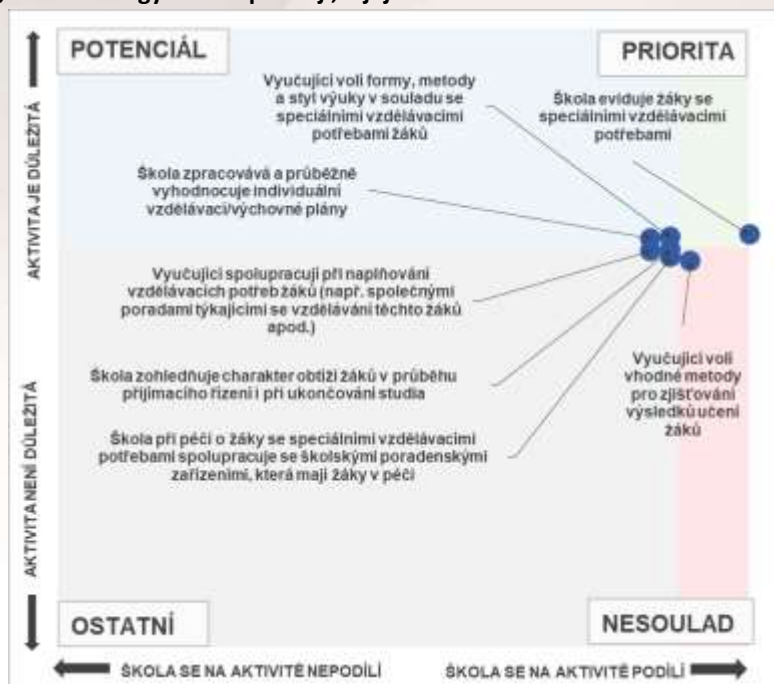 POTENCIÁL
PRIORITA
Vyučující volí formy, metody
a styl výuky v souladu se
speciálními vzdělávacími
potřebami žáků
Škola eviduje žáky se
speciálními vzdělávacími
potřebami
Škola zpracovává a průběžně
vyhodnocuje individuální
vzdělávací/výchovné plány
Vyučující spolupracují při naplňování
vzdělávacích potřeb žáků (např. společnými
poradami týkajícími se vzdělávání těchto žáků
apod.)
Škola zohledňuje charakter obtíží žáků v průběhu
přijímacího řízení i při ukončování studia
Vyučující volí
vhodné metody
pro zjišťování
výsledků učení
žáků
Škola při péči o žáky se speciálními vzdělávacími
potřebami spolupracuje se školskými poradenskými
zařízeními, která mají žáky v péči
AKTIVITA JE DŮLEŽITÁ
AKTIVITA NENÍ DŮLEŽITÁ
OSTATNÍ
NESOULAD
ŠKOLA SE NA AKTIVITĚ NEPODÍLÍ
ŠKOLA SE NA AKTIVITĚ PODÍLÍ